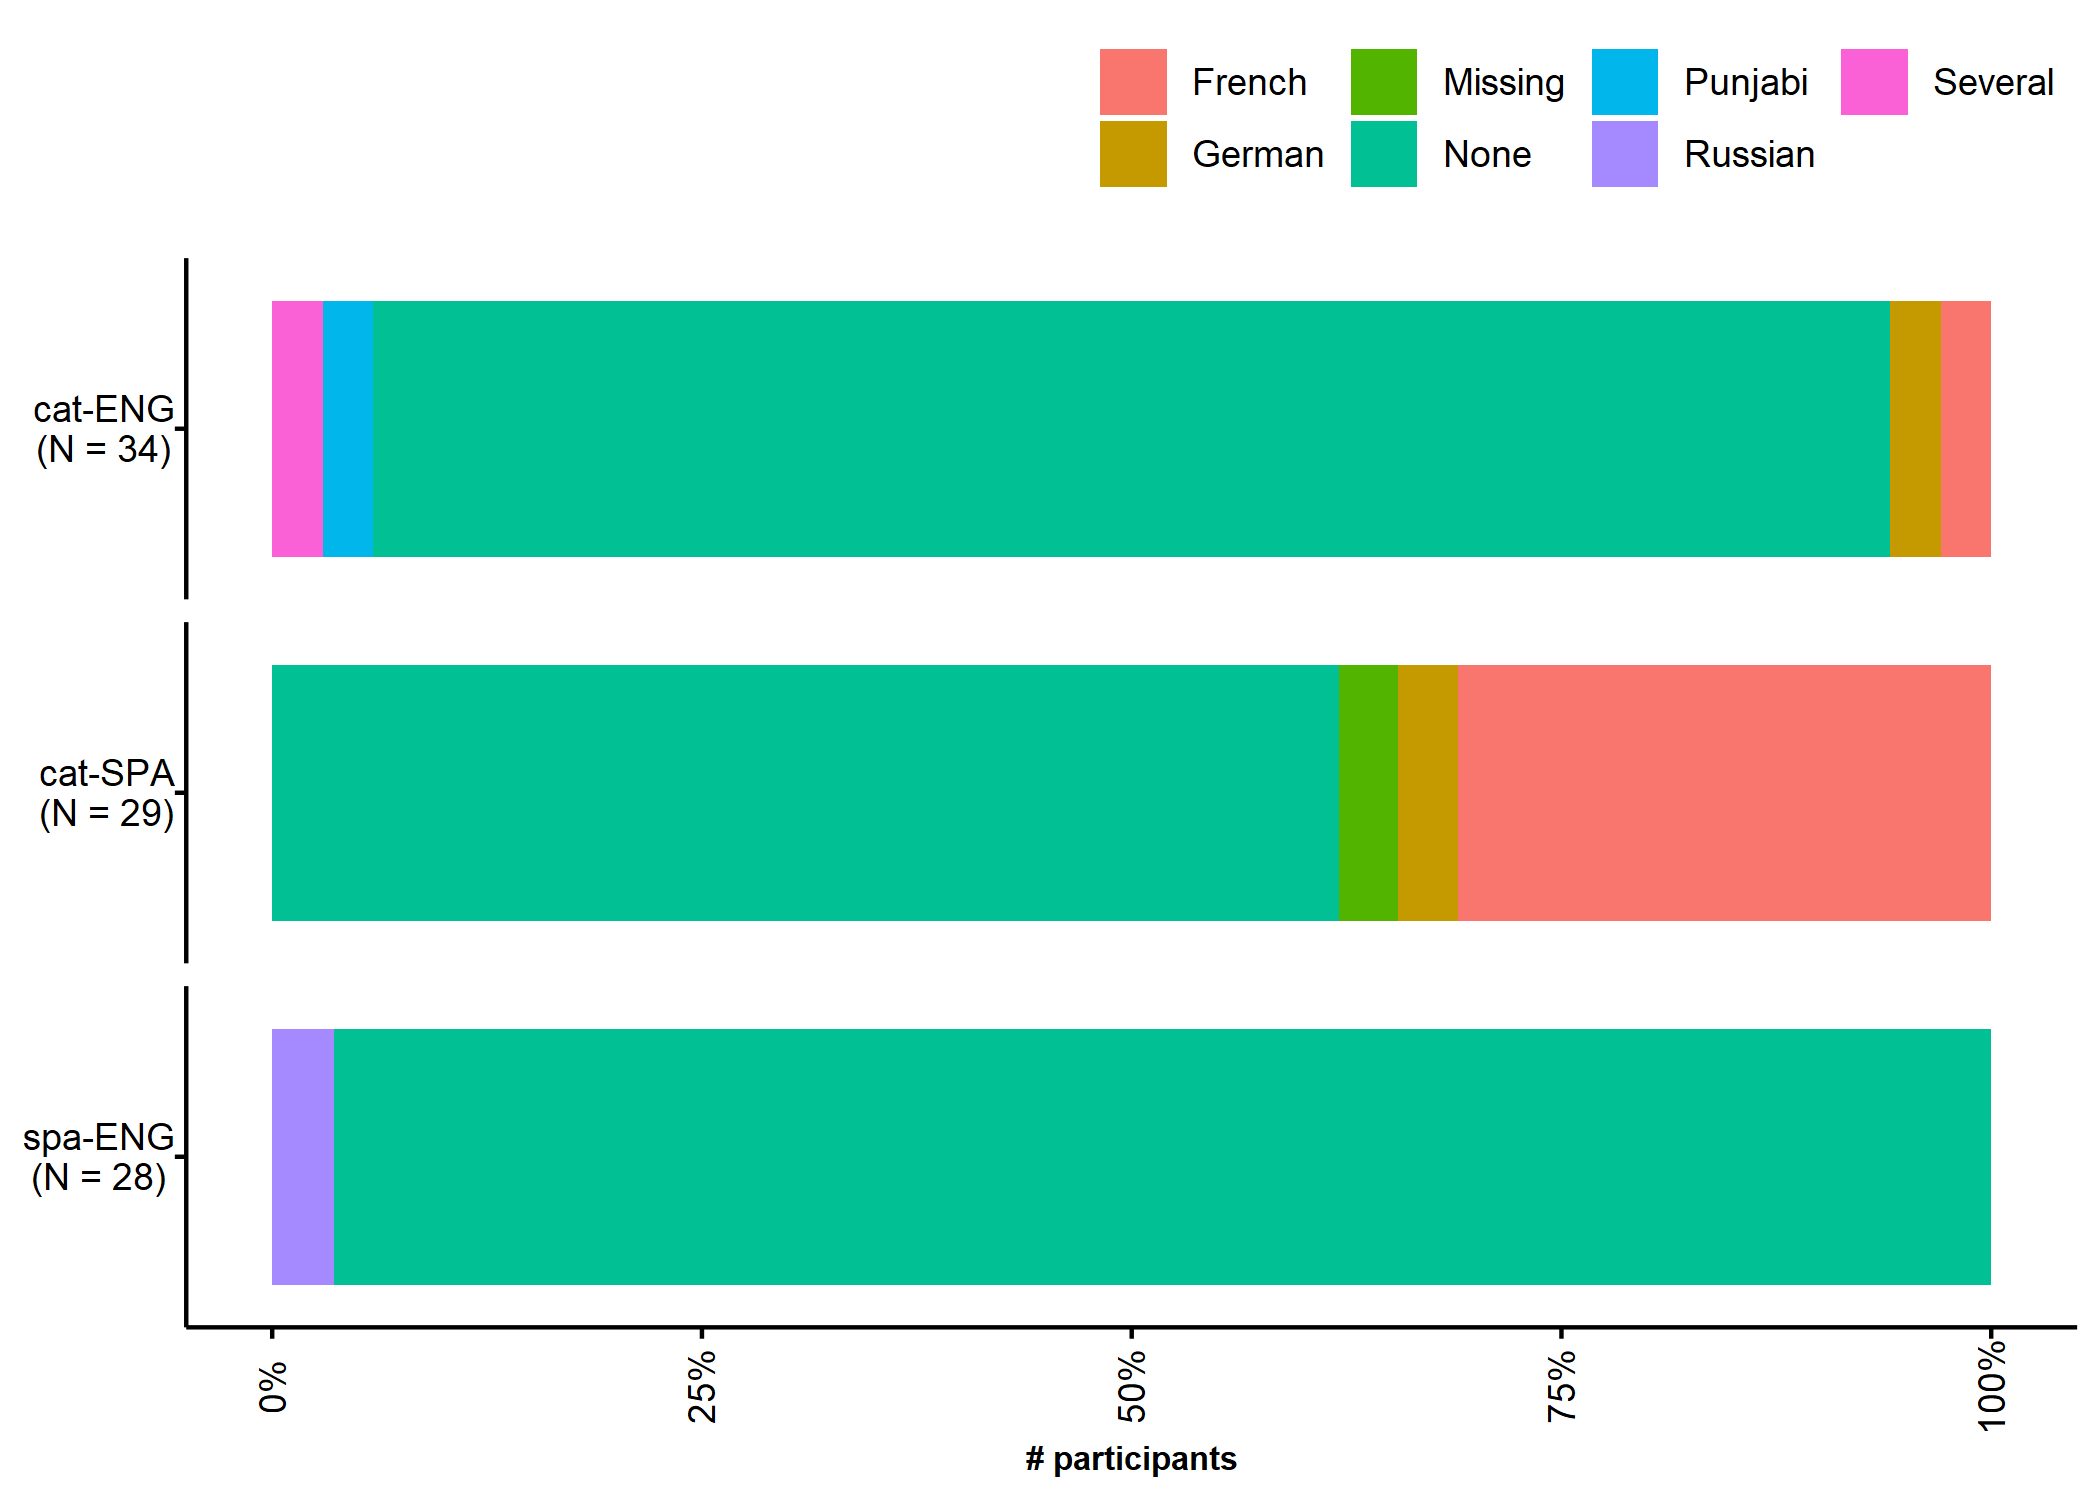 French
Missing
Punjabi
Several
German
None
Russian
cat-ENG
(N = 34)
cat-SPA
(N = 29)
spa-ENG
(N = 28)
0%
25%
50%
75%
100%
# participants